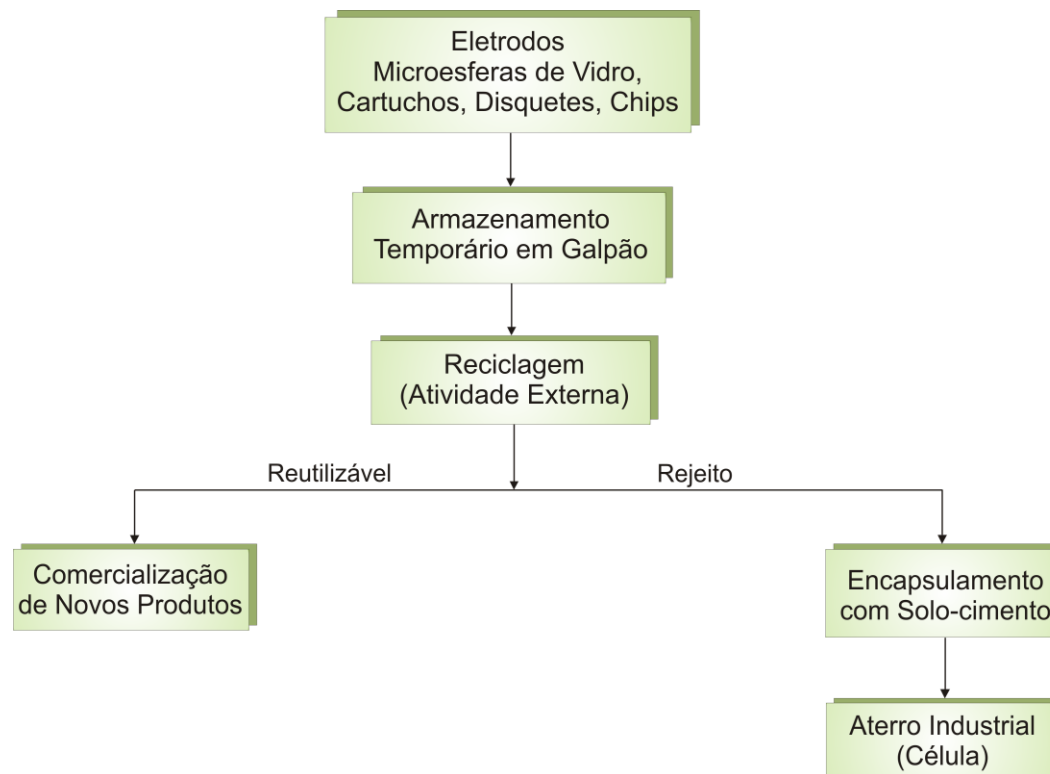 Eletrodos
Microesferas de Vidro,
Cartuchos, Disquetes, Chips
Armazenamento
Temporário em Galpão
Reciclagem
(Atividade Externa)
Reutilizável
Rejeito
Comercialização
de Novos Produtos
Encapsulamento
com Solo-cimento
Aterro Industrial
(Célula)